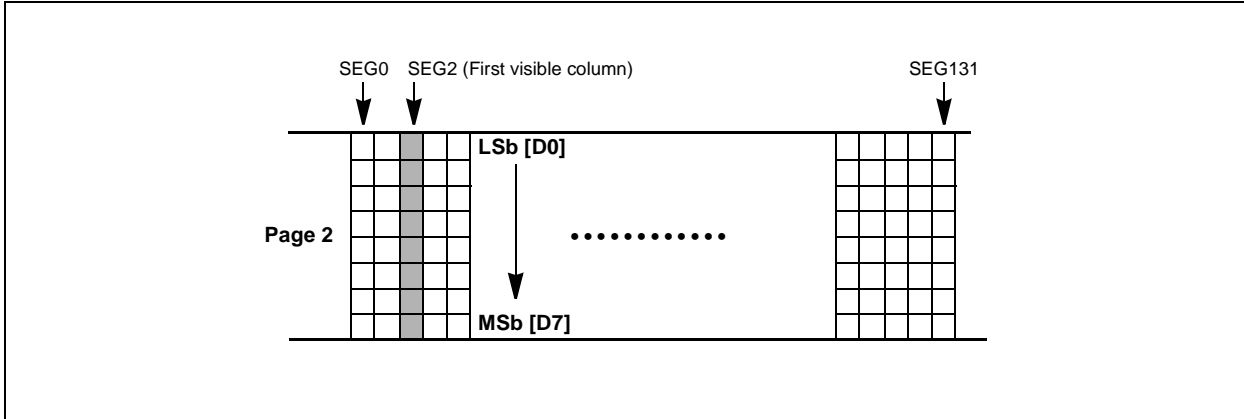 SEG0 SEG2 (First visible column) SEG131
LSb [D0]
Page 2
MSb [D7]